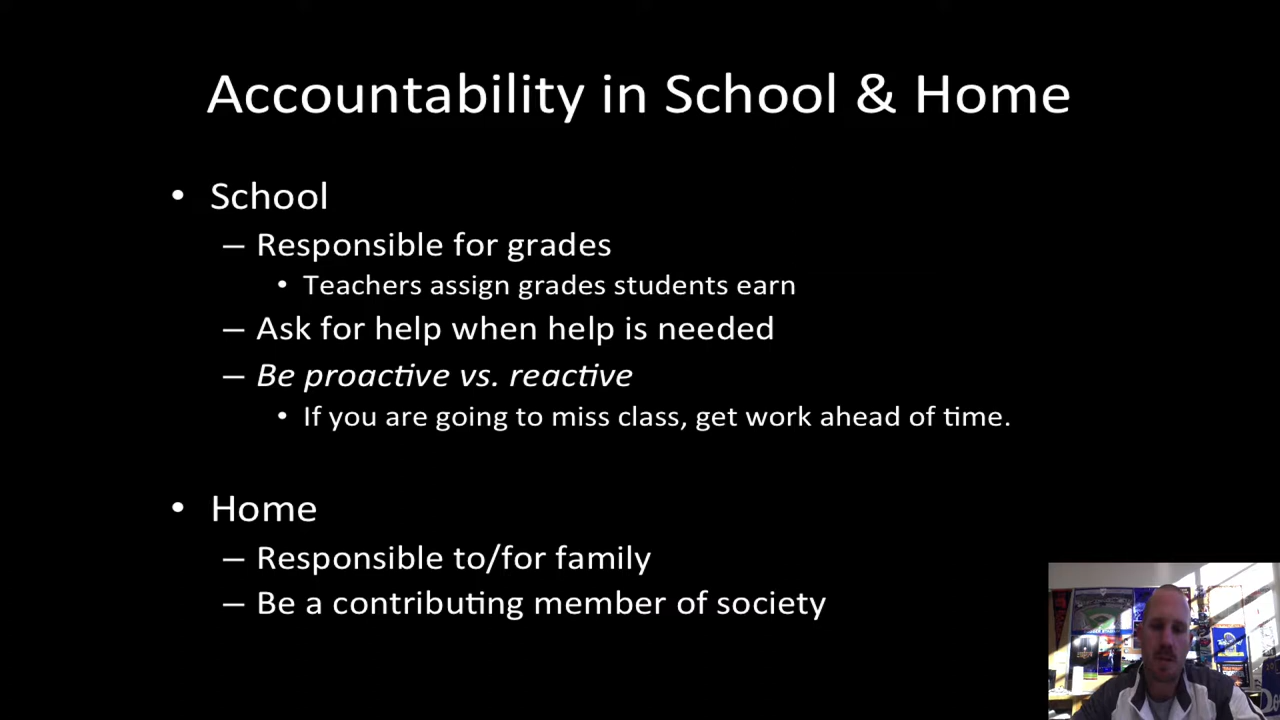 Accountability in School & Home
• School
– Responsible for grades
• Teachers assign grades students earn
– Ask for help when help is needed
– Be proactive vs. reactive
• If you are going to miss class, get work ahead of time.
• Home
– Responsible to/for family
– Be a contributing member of society